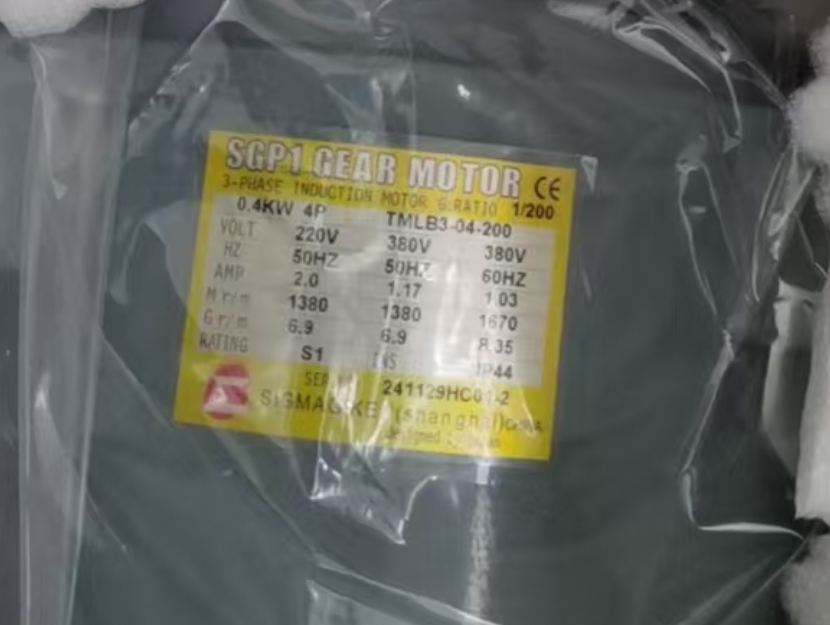 SGP1 GEAR MOTOR CE
3-PHASE INDUCTION MOTOR G.RATIO 1/200
0.4KW 4P TMLB3-04-200
VOLT 220V 380V 380V
HZ 50HZ 50HZ 60HZ
AMP 2.0 1.17 1.03
M r/m 1380 1380 1670
G r/m 6.9 6.9 8.35
RATING S1 INS IP44
241129HC01-2
(shanghai) CHINA